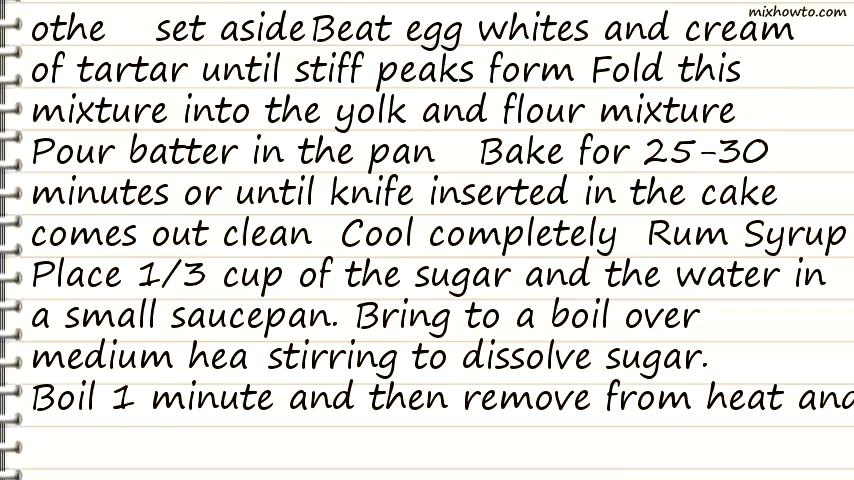 mixhowto.com
othe set aside Beat egg whites and cream
of tartar until stiff peaks form Fold this
mixture into the yolk and flour mixture
Pour batter in the pan Bake for 25-30
minutes or until knife inserted in the cake
comes out clean Cool completely Rum Syrup
Place 1/3 cup of the sugar and the water in
a small saucepan. Bring to a boil over
medium hea stirring to dissolve sugar.
Boil 1 minute and then remove from heat and